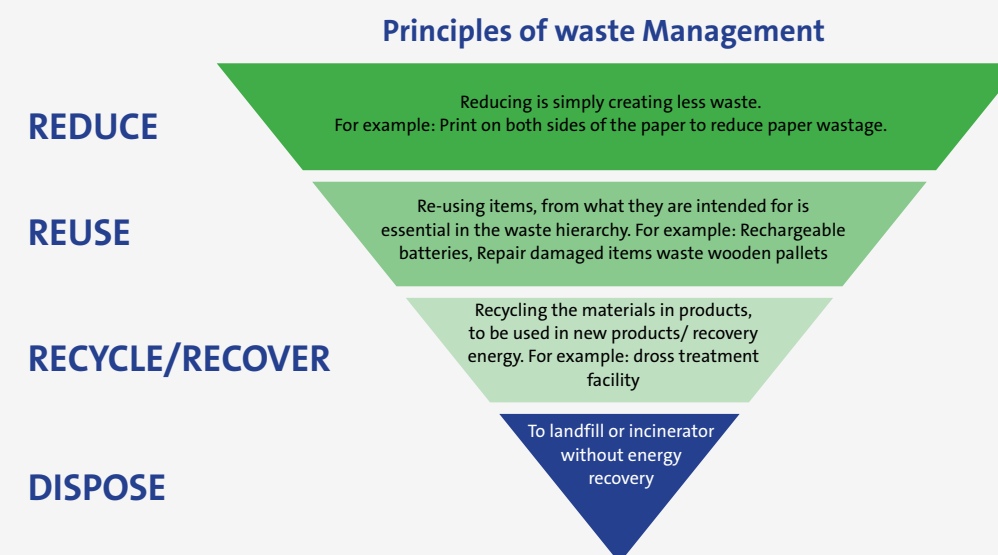 Principles of waste Management
REDUCE
Reducing is simply creating less waste.
For example: Print on both sides of the paper to reduce paper wastage.
REUSE
Re-using items, from what they are intended for is
essential in the waste hierarchy. For example: Rechargeable
batteries, Repair damaged items waste wooden pallets
RECYCLE/RECOVER
Recycling the materials in products,
to be used in new products/ recovery
energy. For example: dross treatment
facility
DISPOSE
To landfill or incinerator
without energy
recovery